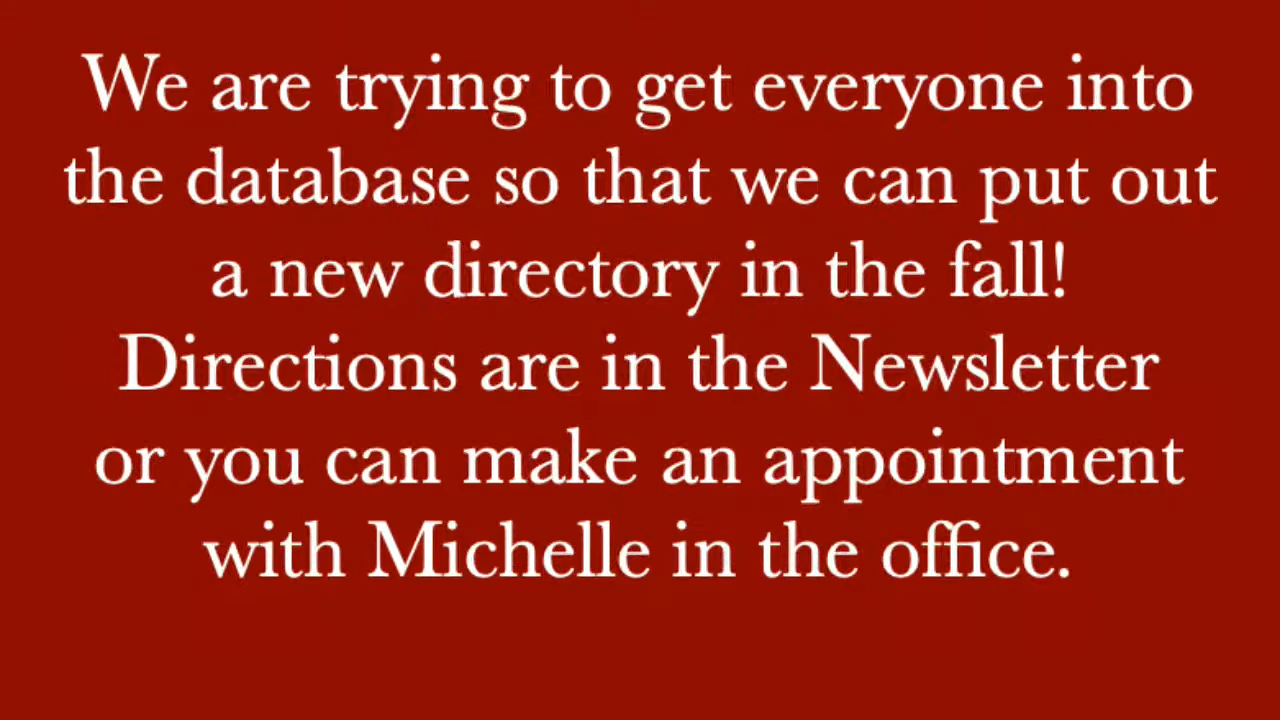 We are trying to get everyone into
the database so that we can put out
a new directory in the fall!
Directions are in the Newsletter
or you can make an appointment
with Michelle in the office.